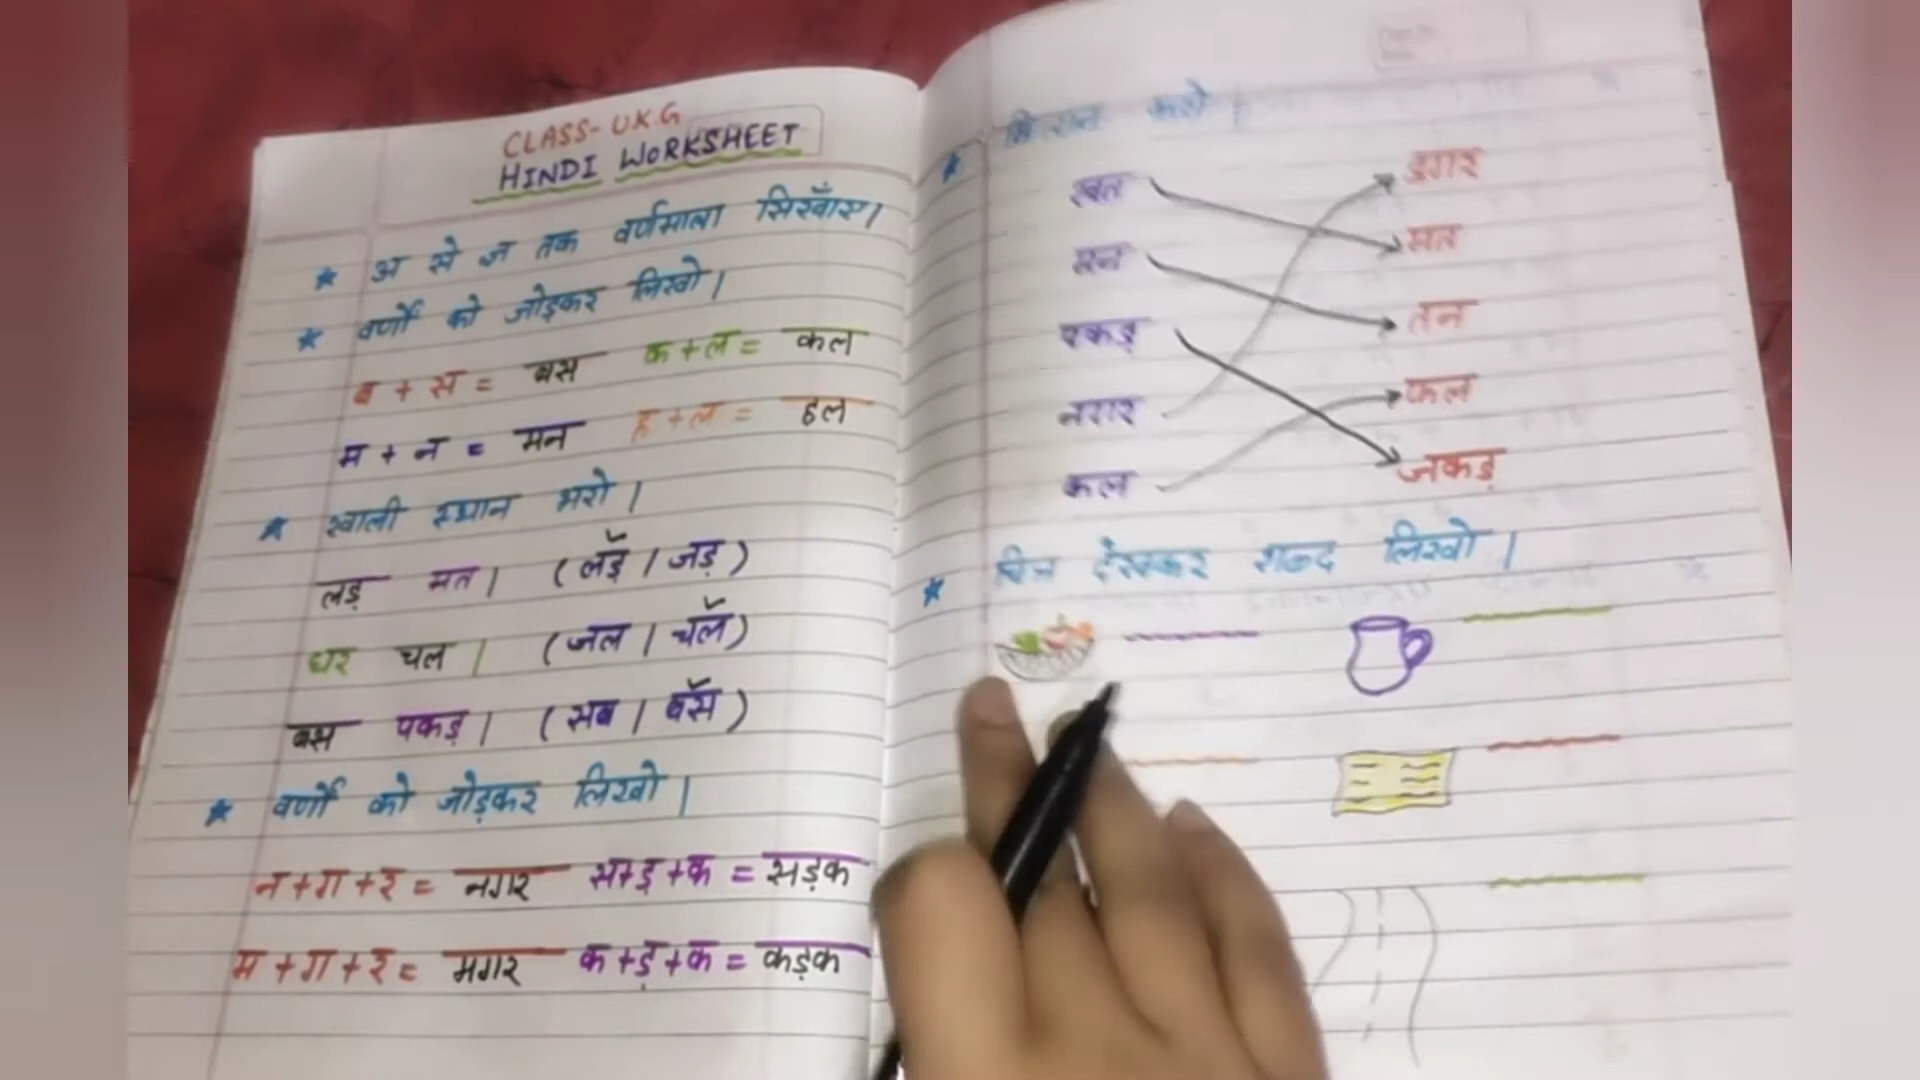 CLASS-UKG
HINDI WORKSHEET
अ से ज्ञ तक वर्णमाला सिखाँए।
वर्णों को जोड़कर लिखो।
ब + स = बस क + ल = कल
म + न = मन ह + ल = हल
खाली स्थान भरो।
लड़ मत। (लड़ / जड़)
घर चल। (जल / चल)
बस पकड़। (सब / बस)
वर्णों को जोड़कर लिखो।
न + ग + र = नगर स + ड़ + क = सड़क
म + ग + र = मगर क + ड़ + क = कड़क
मिलान करो।
खत डगर
मन मत
पकड़ तन
नगर फल
कल जकड़
चित्र देखकर शब्द लिखो।